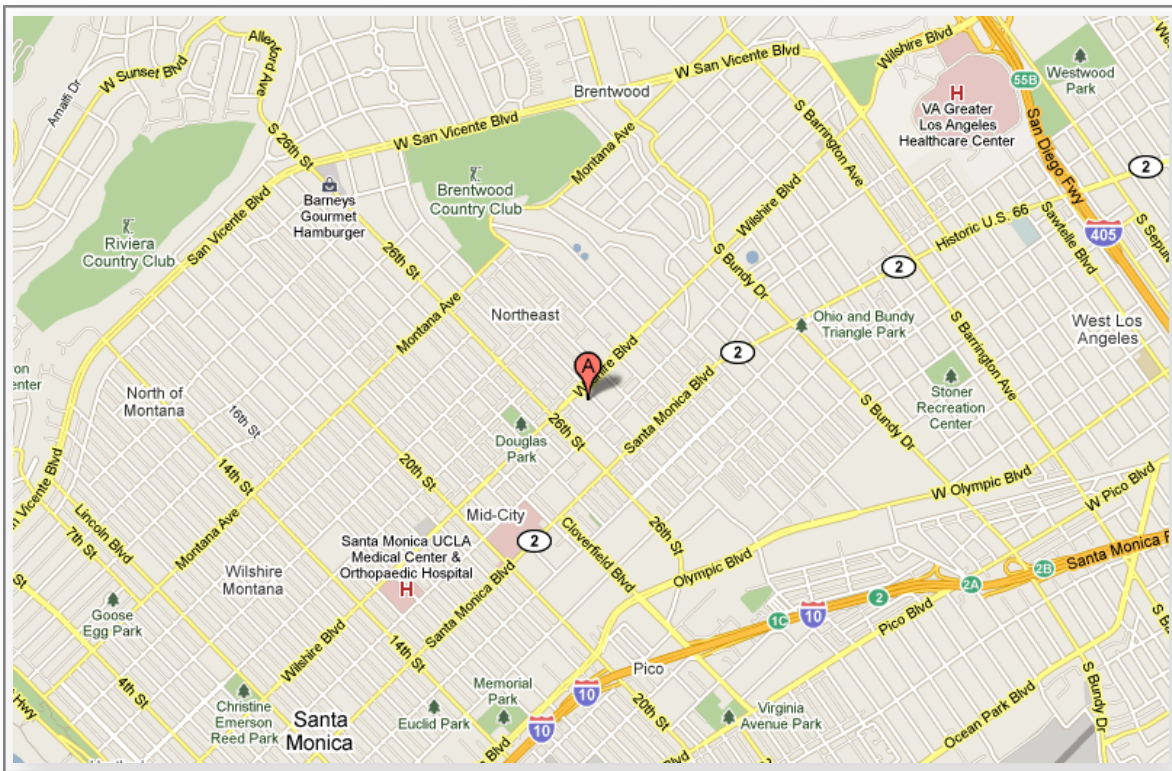 Allenford Ave
W Sunset Blvd
Amalfi Dr
S 26th St
W San Vicente Blvd
Brentwood
W San Vicente Blvd
Wilshire Blvd
55B
Westwood
Park
H
VA Greater
Los Angeles
Healthcare Center
San Diego Fwy
S Barrington Ave
Montana Ave
2
Barneys
Gourmet
Hamburger
Brentwood
Country Club
Riviera
Country Club
San Vicente Blvd
Wilshire Blvd
Historic U.S. 66
Sawtelle Blvd
405
26th St
S Bundy Dr
2
Northeast
Montana Ave
Ohio and Bundy
Triangle Park
West Los
Angeles
S Barrington Ave
2
A
Wilshire Blvd
North of
Montana
16th St
Stoner
Recreation
Center
Santa Monica Blvd
S Bundy Dr
Douglas
Park
26th St
14th St
20th St
W Olympic Blvd
W Pico Blvd
Lincoln Blvd
7th St
Montana Ave
Mid-City
2
Cloverfield Blvd
26th St
Santa Monica UCLA
Medical Center &
Orthopaedic Hospital
H
Olympic Blvd
Wilshire
Montana
Santa Monica Blvd
2B
2A
2
1C
10
Pico Blvd
Goose
Egg Park
Wilshire Blvd
14th St
4th St
Pico
10
20th St
Christine
Emerson
Reed Park
Santa
Monica
Euclid Park
Memorial
Park
10
Virginia
Avenue Park
Ocean Park Blvd
S Bundy Dr